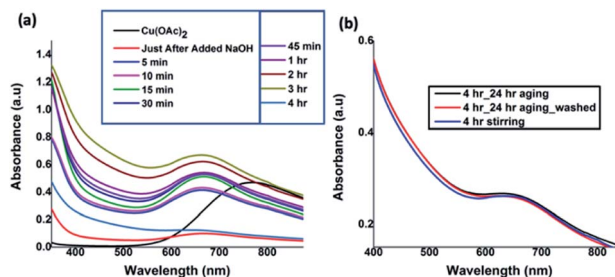 (a)
Cu(OAc)2
Just After Added NaOH
5 min
10 min
15 min
30 min
45 min
1 hr
2 hr
3 hr
4 hr
Absorbance (a.u)
1.4
1.2
1.0
0.8
0.6
0.4
0.2
0.0
400 500 600 700 800
Wavelength (nm)
(b)
4 hr_24 hr aging
4 hr_24 hr aging_washed
4 hr stirring
Absorbance (a.u)
0.6
0.4
0.2
400 500 600 700 800
Wavelength (nm)